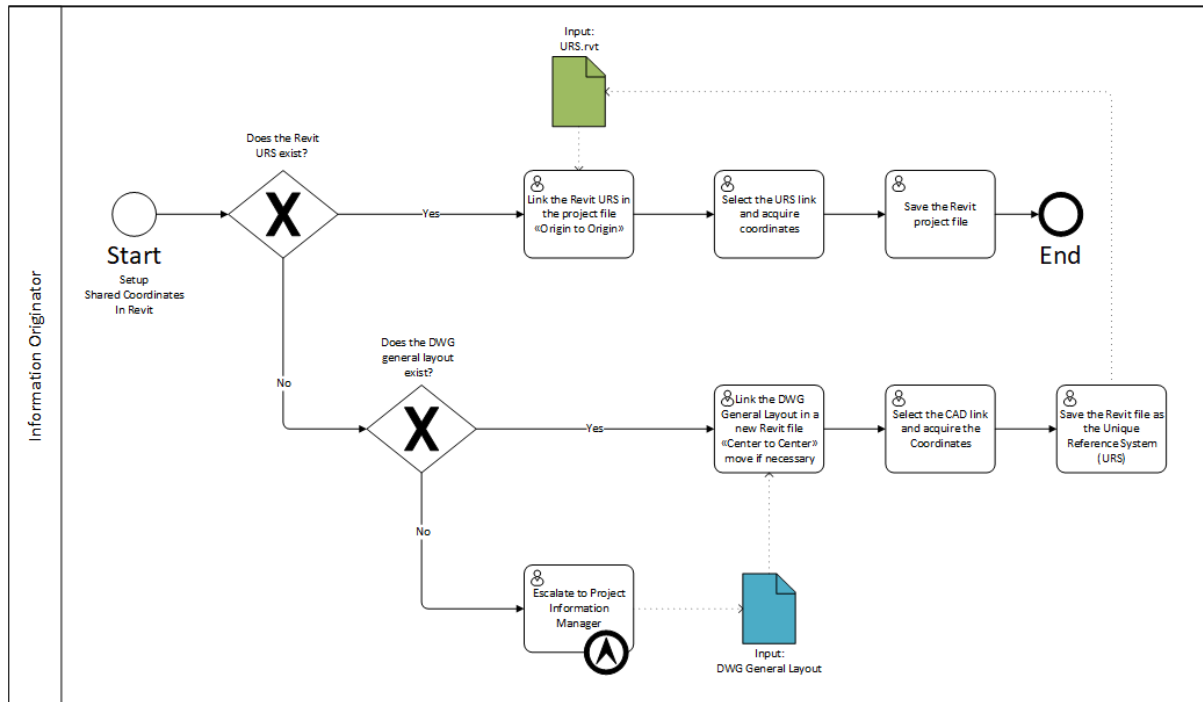 Information Originator
Input:
URS.rvt
Does the Revit
URS exist?
X
Yes
Link the Revit URS in
the project file
«Origin to Origin»
Select the URS link
and acquire
coordinates
Save the Revit
project file
Start
Setup
Shared Coordinates
In Revit
End
No
Does the DWG
general layout
exist?
X
Yes
Link the DWG
General Layout in a
new Revit file
«Center to Center»
move if necessary
Select the CAD link
and acquire the
Coordinates
Save the Revit file as
the Unique
Reference System
(URS)
No
Escalate to Project
Information
Manager
Input:
DWG General Layout